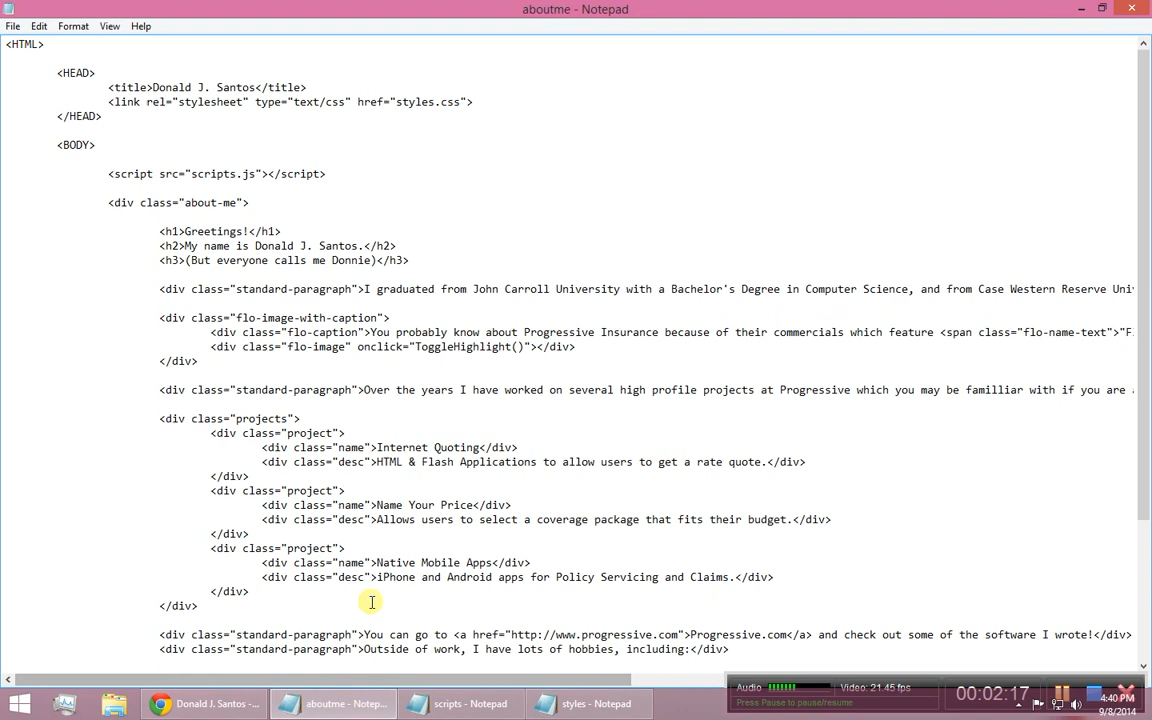 aboutme - Notepad
File Edit Format View Help
<HTML>
<HEAD>
<title>Donald J. Santos</title>
<link rel="stylesheet" type="text/css" href="styles.css">
</HEAD>
<BODY>
<script src="scripts.js"></script>
<div class="about-me">
<h1>Greetings!</h1>
<h2>My name is Donald J. Santos.</h2>
<h3>(But everyone calls me Donnie)</h3>
<div class="standard-paragraph">I graduated from John Carroll University with a Bachelor's Degree in Computer Science, and from Case Western Reserve Uni
<div class="flo-image-with-caption">
<div class="flo-caption">You probably know about Progressive Insurance because of their commercials which feature <span class="flo-name-text">"F
<div class="flo-image" onclick="ToggleHighlight()"></div>
</div>
<div class="standard-paragraph">Over the years I have worked on several high profile projects at Progressive which you may be familliar with if you are
<div class="projects">
<div class="project">
<div class="name">Internet Quoting</div>
<div class="desc">HTML & Flash Applications to allow users to get a rate quote.</div>
</div>
<div class="project">
<div class="name">Name Your Price</div>
<div class="desc">Allows users to select a coverage package that fits their budget.</div>
</div>
<div class="project">
<div class="name">Native Mobile Apps</div>
<div class="desc">iPhone and Android apps for Policy Servicing and Claims.</div>
</div>
</div>
<div class="standard-paragraph">You can go to <a href="http://www.progressive.com">Progressive.com</a> and check out some of the software I wrote!</div>
<div class="standard-paragraph">Outside of work, I have lots of hobbies, including:</div>
Donald J. Santos -... aboutme - Notep... scripts - Notepad styles - Notepad
Audio Video: 21.45 fps
Press Pause to pause/resume
00:02:17
4:40 PM
9/8/2014